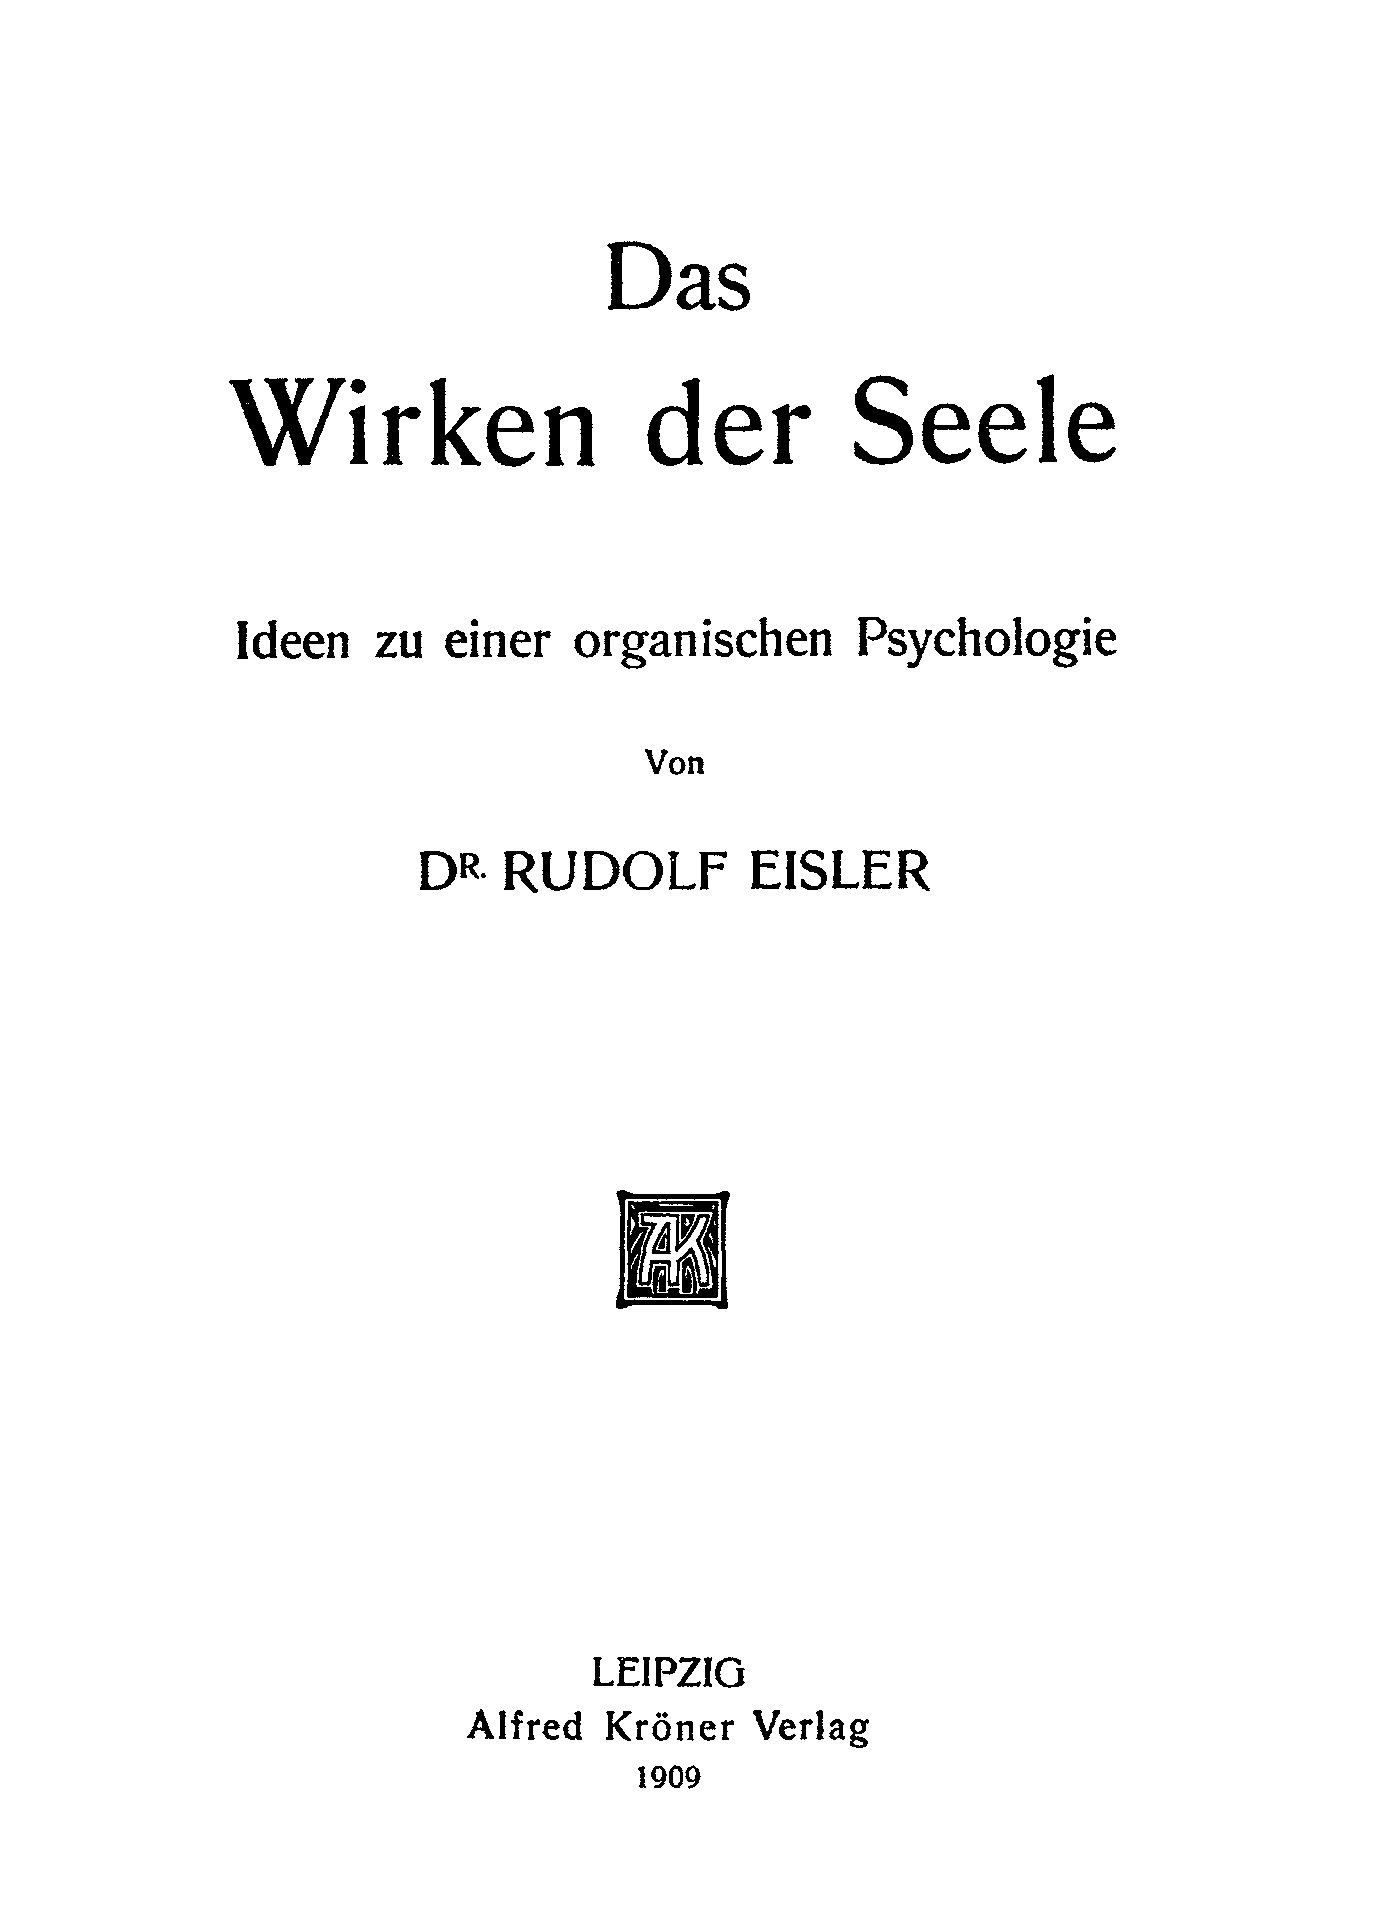 Das
Wirken der Seele
Ideen zu einer organischen Psychologie
Von
DR. RUDOLF EISLER
AK
LEIPZIG
Alfred Kröner Verlag
1909